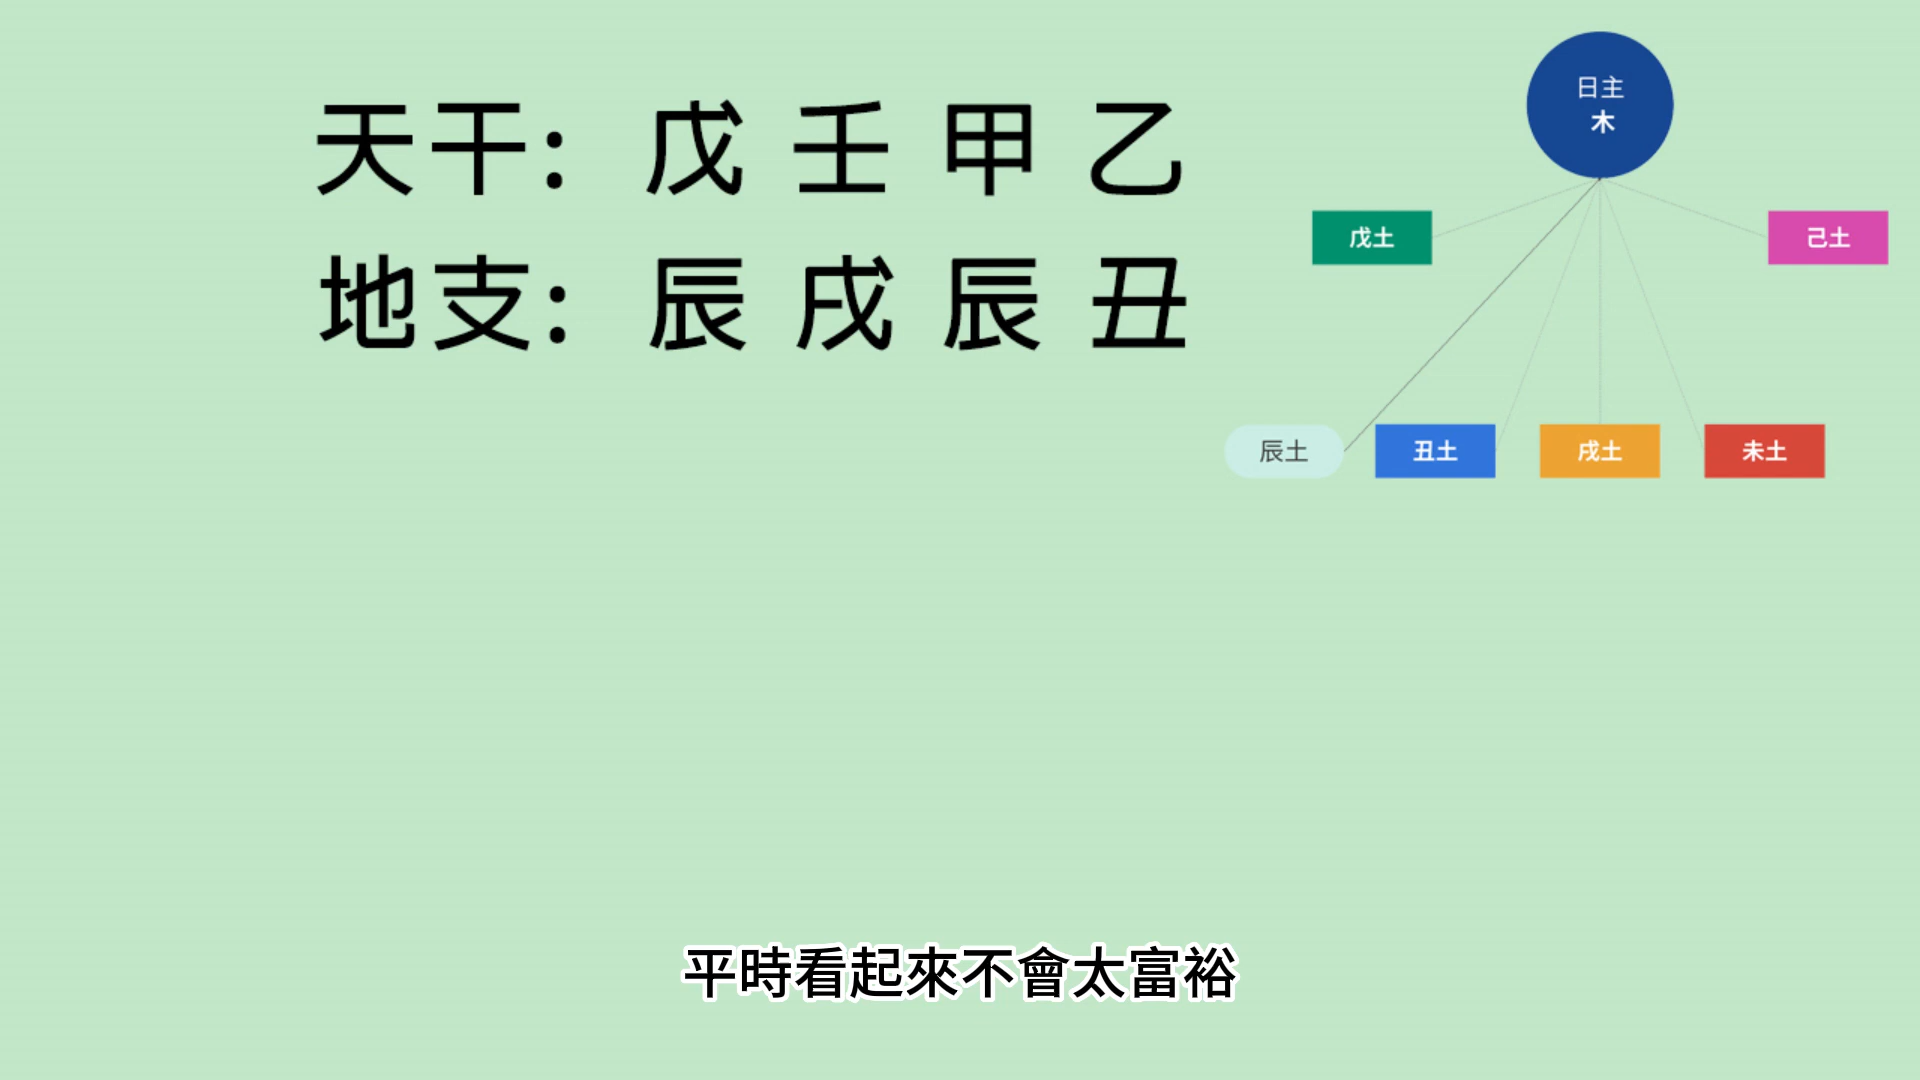 天干: 戊 壬 甲 乙
地支: 辰 戌 辰 丑
日主
木
戊土
己土
辰土
丑土
戌土
未土
平時看起來不會太富裕